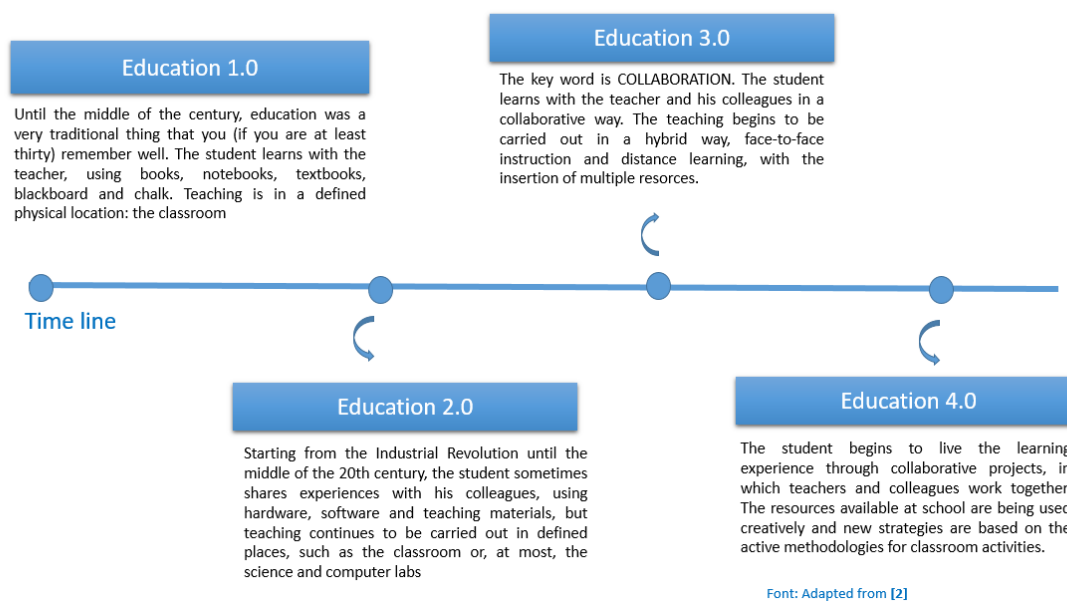 Education 1.0
Until the middle of the century, education was a
very traditional thing that you (if you are at least
thirty) remember well. The student learns with the
teacher, using books, notebooks, textbooks,
blackboard and chalk. Teaching is in a defined
physical location: the classroom
Education 3.0
The key word is COLLABORATION. The student
learns with the teacher and his colleagues in a
collaborative way. The teaching begins to be
carried out in a hybrid way, face-to-face
instruction and distance learning, with the
insertion of multiple resorces.
Time line
Education 2.0
Starting from the Industrial Revolution until the
middle of the 20th century, the student sometimes
shares experiences with his colleagues, using
hardware, software and teaching materials, but
teaching continues to be carried out in defined
places, such as the classroom or, at most, the
science and computer labs
Education 4.0
The student begins to live the learning
experience through collaborative projects, in
which teachers and colleagues work together
The resources available at school are being used
creatively and new strategies are based on the
active methodologies for classroom activities.
Font: Adapted from [2]